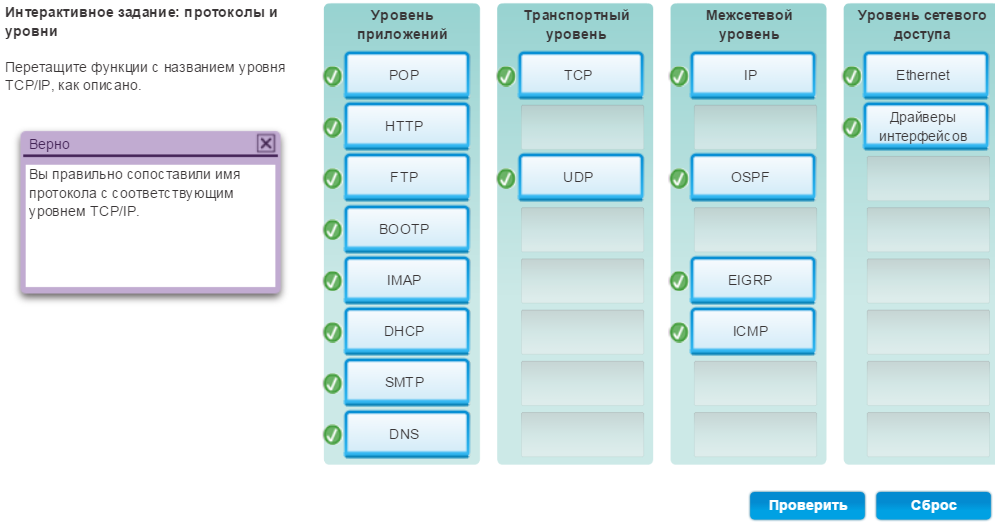 Интерактивное задание: протоколы и
уровни
Перетащите функции с названием уровня
TCP/IP, как описано.
Верно
Вы правильно сопоставили имя
протокола с соответствующим
уровнем TCP/IP.
Уровень
приложений
POP
HTTP
FTP
BOOTP
IMAP
DHCP
SMTP
DNS
Транспортный
уровень
TCP
UDP
Межсетевой
уровень
IP
OSPF
EIGRP
ICMP
Уровень сетевого
доступа
Ethernet
Драйверы
интерфейсов
Проверить
Сброс